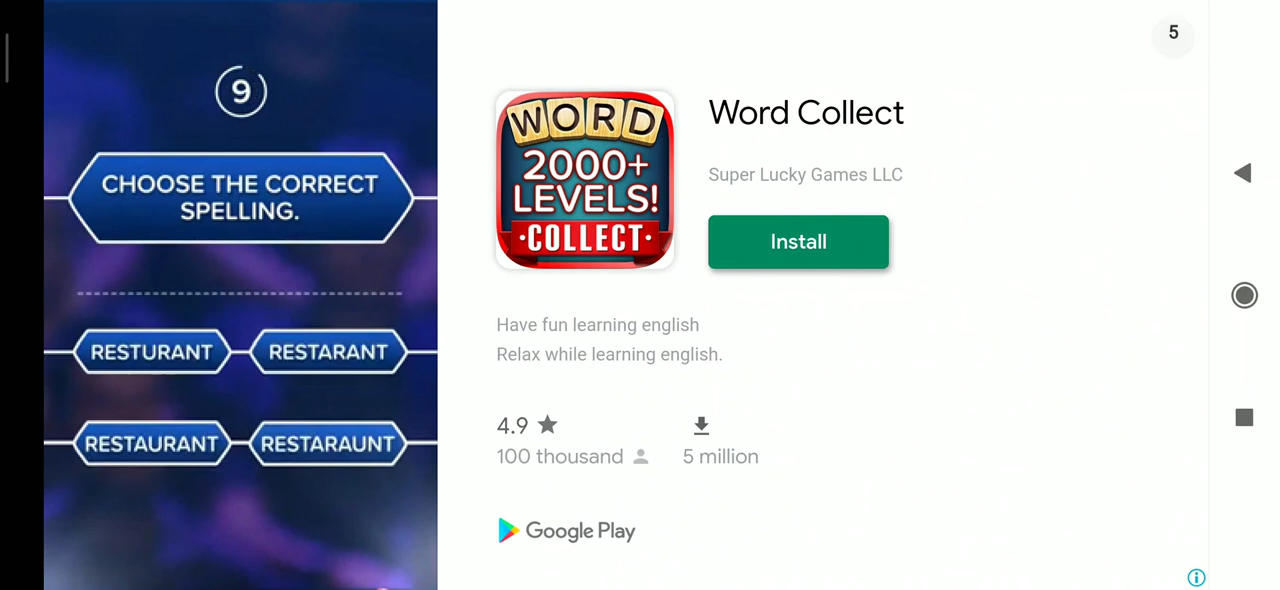 9
CHOOSE THE CORRECT
SPELLING.
RESTURANT
RESTARANT
RESTAURANT
RESTARAUNT
5
WORD
2000+
LEVELS!
·COLLECT·
Word Collect
Super Lucky Games LLC
Install
Have fun learning english
Relax while learning english.
4.9
100 thousand
5 million
Google Play